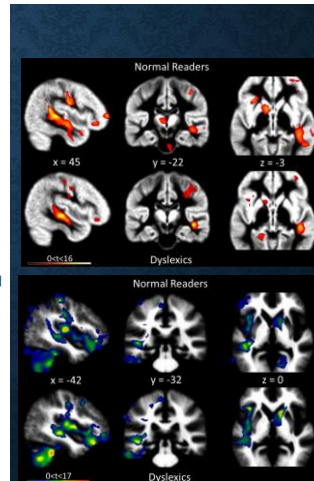 Normal Readers
x = 45 y = -22 z = -3
0<t<16 Dyslexics
Normal Readers
x = -42 y = -32 z = 0
0<t<17 Dyslexics